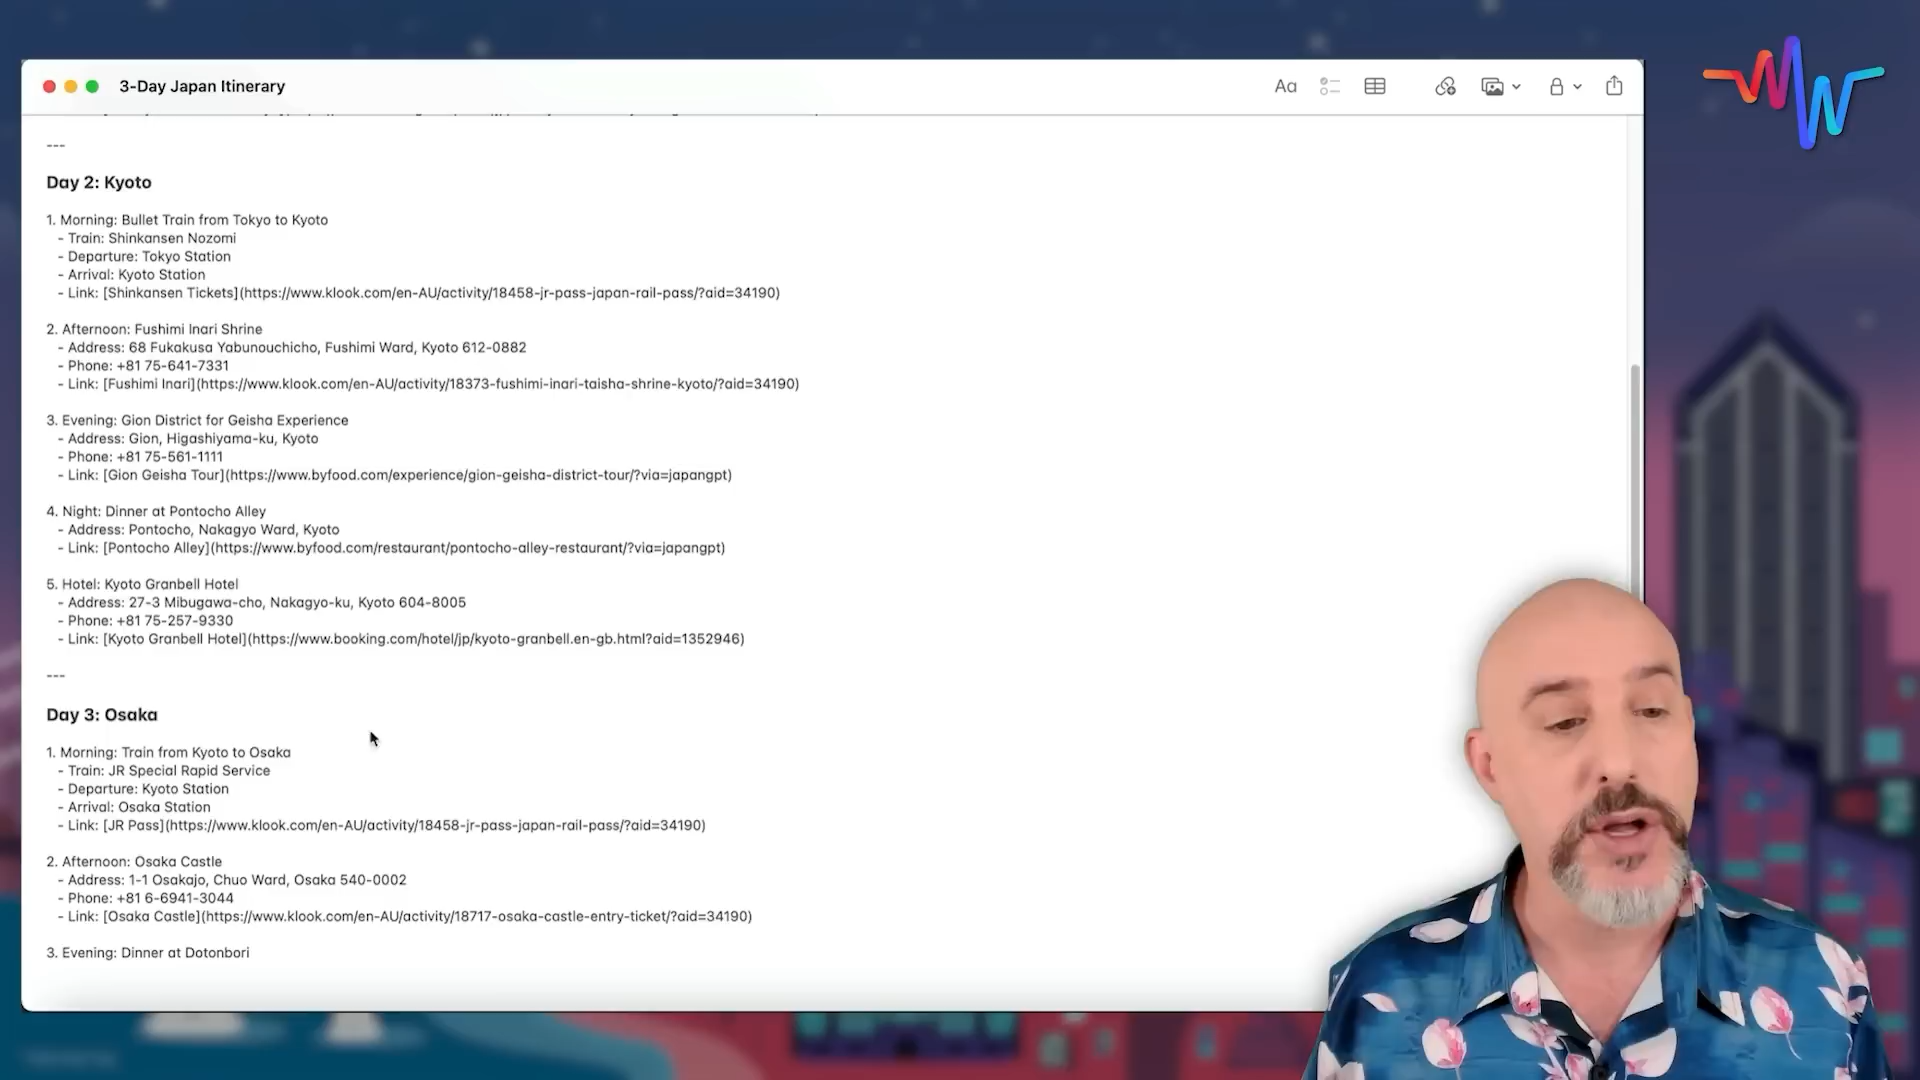 3-Day Japan Itinerary
Aa
---
Day 2: Kyoto
1. Morning: Bullet Train from Tokyo to Kyoto
- Train: Shinkansen Nozomi
- Departure: Tokyo Station
- Arrival: Kyoto Station
- Link: [Shinkansen Tickets](https://www.klook.com/en-AU/activity/18458-jr-pass-japan-rail-pass/?aid=34190)
2. Afternoon: Fushimi Inari Shrine
- Address: 68 Fukakusa Yabunouchicho, Fushimi Ward, Kyoto 612-0882
- Phone: +81 75-641-7331
- Link: [Fushimi Inari](https://www.klook.com/en-AU/activity/18373-fushimi-inari-taisha-shrine-kyoto/?aid=34190)
3. Evening: Gion District for Geisha Experience
- Address: Gion, Higashiyama-ku, Kyoto
- Phone: +81 75-561-1111
- Link: [Gion Geisha Tour](https://www.byfood.com/experience/gion-geisha-district-tour/?via=japangpt)
4. Night: Dinner at Pontocho Alley
- Address: Pontocho, Nakagyo Ward, Kyoto
- Link: [Pontocho Alley](https://www.byfood.com/restaurant/pontocho-alley-restaurant/?via=japangpt)
5. Hotel: Kyoto Granbell Hotel
- Address: 27-3 Mibugawa-cho, Nakagyo-ku, Kyoto 604-8005
- Phone: +81 75-257-9330
- Link: [Kyoto Granbell Hotel](https://www.booking.com/hotel/jp/kyoto-granbell.en-gb.html?aid=1352946)
---
Day 3: Osaka
1. Morning: Train from Kyoto to Osaka
- Train: JR Special Rapid Service
- Departure: Kyoto Station
- Arrival: Osaka Station
- Link: [JR Pass](https://www.klook.com/en-AU/activity/18458-jr-pass-japan-rail-pass/?aid=34190)
2. Afternoon: Osaka Castle
- Address: 1-1 Osakajo, Chuo Ward, Osaka 540-0002
- Phone: +81 6-6941-3044
- Link: [Osaka Castle](https://www.klook.com/en-AU/activity/18717-osaka-castle-entry-ticket/?aid=34190)
3. Evening: Dinner at Dotonbori